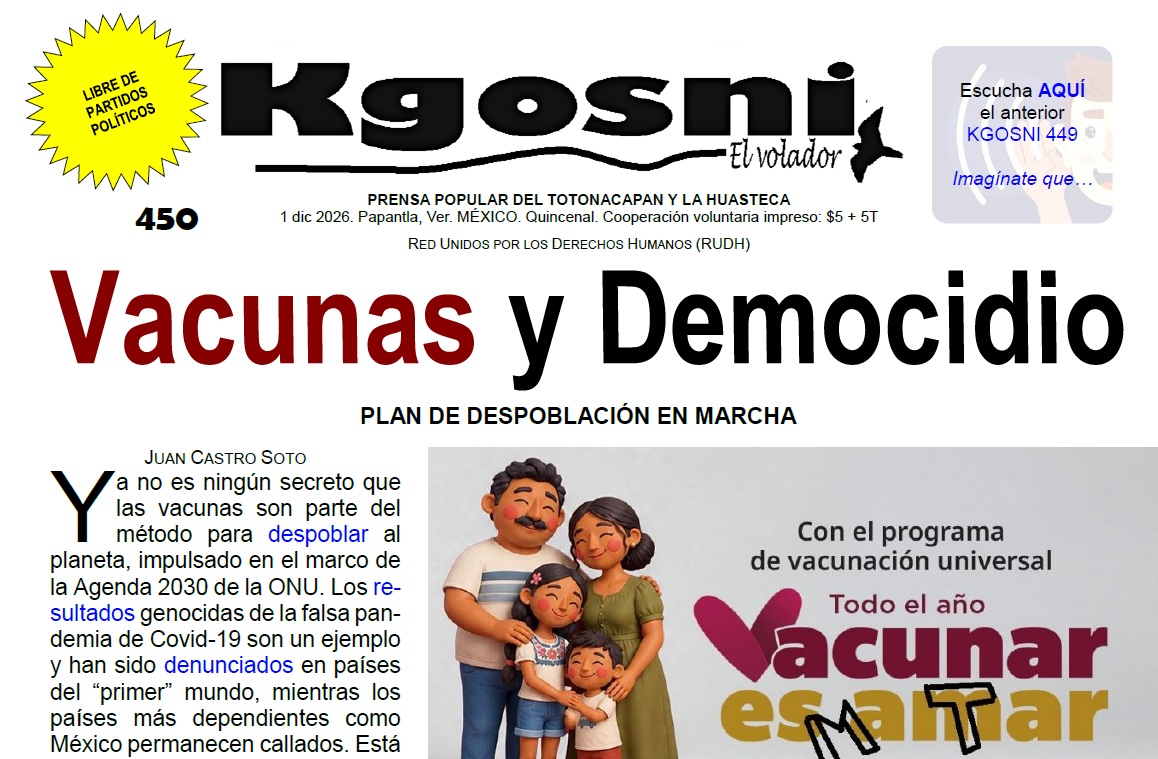 LIBRE DE
PARTIDOS
POLÍTICOS
Kgosni
El volador
450
PRENSA POPULAR DEL TOTONACAPAN Y LA HUASTECA
1 dic 2026. Papantla, Ver. MÉXICO. Quincenal. Cooperación voluntaria impreso: $5 + 5T
RED UNIDOS POR LOS DERECHOS HUMANOS (RUDH)
Escucha AQUÍ
el anterior
KGOSNI 449
Imagínate que…
Vacunas y Democidio
PLAN DE DESPOBLACIÓN EN MARCHA
JUAN CASTRO SOTO
Ya no es ningún secreto que
las vacunas son parte del
método para despoblar al
planeta, impulsado en el marco de
la Agenda 2030 de la ONU. Los re-
sultados genocidas de la falsa pan-
demia de Covid-19 son un ejemplo
y han sido denunciados en países
del “primer” mundo, mientras los
países más dependientes como
México permanecen callados. Está
Con el programa
de vacunación universal
Todo el año
Vacunar
es amar
M T